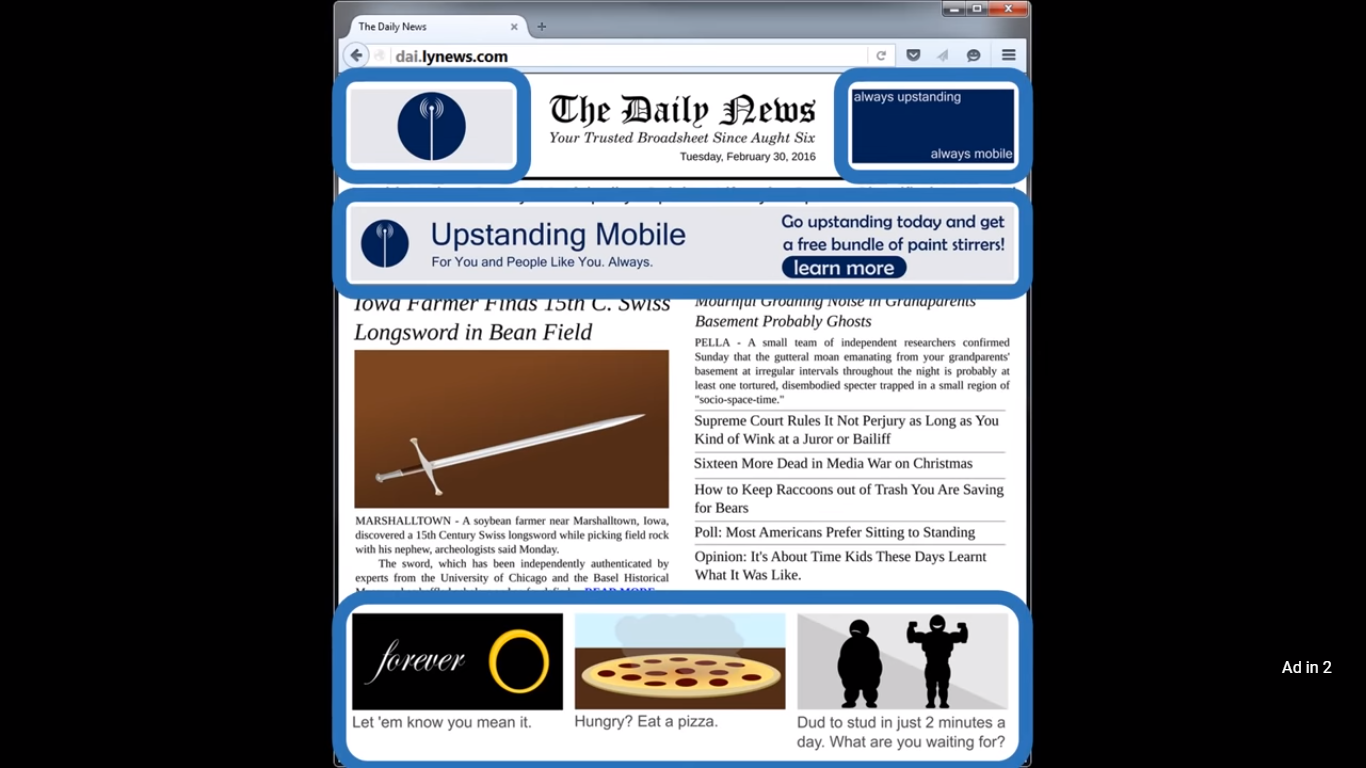 The Daily News
dai.lynews.com
always upstanding
always mobile
The Daily News
Your Trusted Broadsheet Since Aught Six
Tuesday, February 30, 2016
Upstanding Mobile
For You and People Like You. Always.
Go upstanding today and get
a free bundle of paint stirrers!
learn more
Iowa Farmer Finds 15th C. Swiss
Longsword in Bean Field
MARSHALLTOWN - A soybean farmer near Marshalltown, Iowa,
discovered a 15th Century Swiss longsword while picking field rock
with his nephew, archeologists said Monday.
The sword, which has been independently authenticated by
experts from the University of Chicago and the Basel Historical
READ MORE
Mournful Groaning Noise in Grandparents'
Basement Probably Ghosts
PELLA - A small team of independent researchers confirmed
Sunday that the gutteral moan emanating from your grandparents'
basement at irregular intervals throughout the night is probably at
least one tortured, disembodied specter trapped in a small region of
"socio-space-time."
Supreme Court Rules It Not Perjury as Long as You
Kind of Wink at a Juror or Bailiff
Sixteen More Dead in Media War on Christmas
How to Keep Raccoons out of Trash You Are Saving
for Bears
Poll: Most Americans Prefer Sitting to Standing
Opinion: It's About Time Kids These Days Learnt
What It Was Like.
forever
Let 'em know you mean it.
Hungry? Eat a pizza.
Dud to stud in just 2 minutes a
day. What are you waiting for?
Ad in 2